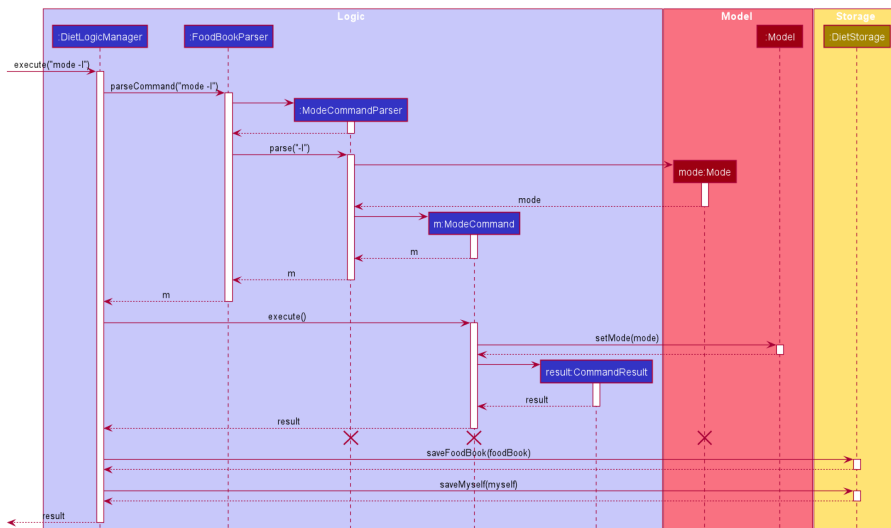 Logic
Model
Storage
:DietLogicManager
:FoodBookParser
:Model
:DietStorage
execute("mode -l")
parseCommand("mode -l")
:ModeCommandParser
parse("-l")
mode:Mode
mode
m:ModeCommand
m
m
m
execute()
setMode(mode)
result:CommandResult
result
result
saveFoodBook(foodBook)
saveMyself(myself)
result